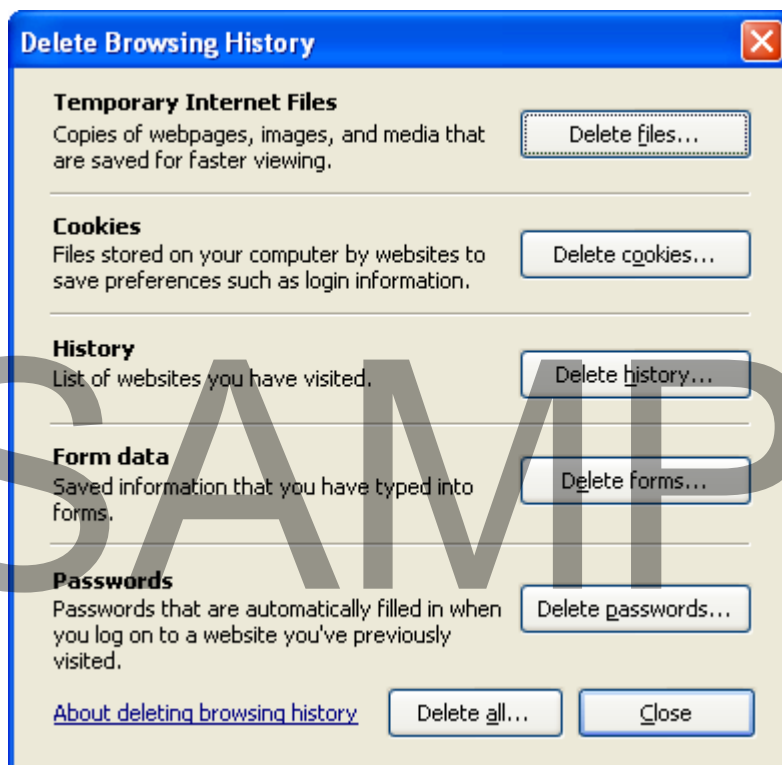 Delete Browsing History
Temporary Internet Files
Copies of webpages, images, and media that
are saved for faster viewing.
Delete files...
Cookies
Files stored on your computer by websites to
save preferences such as login information.
Delete cookies...
History
List of websites you have visited.
Delete history...
Form data
Saved information that you have typed into
forms.
Delete forms...
Passwords
Passwords that are automatically filled in when
you log on to a website you've previously
visited.
Delete passwords...
About deleting browsing history
Delete all...
Close
SAMP